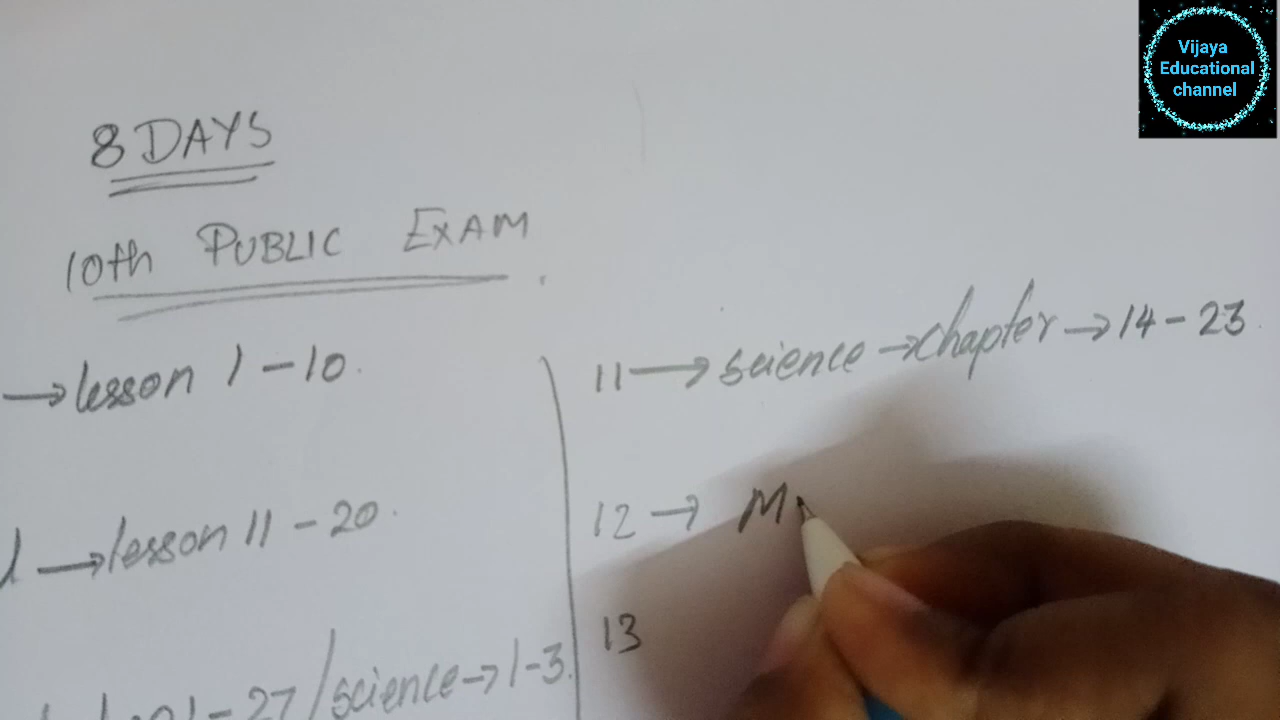 Vijaya
Educational
channel
8 DAYS
10th PUBLIC EXAM.
→ lesson 1 - 10.
→ lesson 11 - 20.
- 27 / science → 1-3.
11 → science → chapter → 14 - 23
12 → M
13